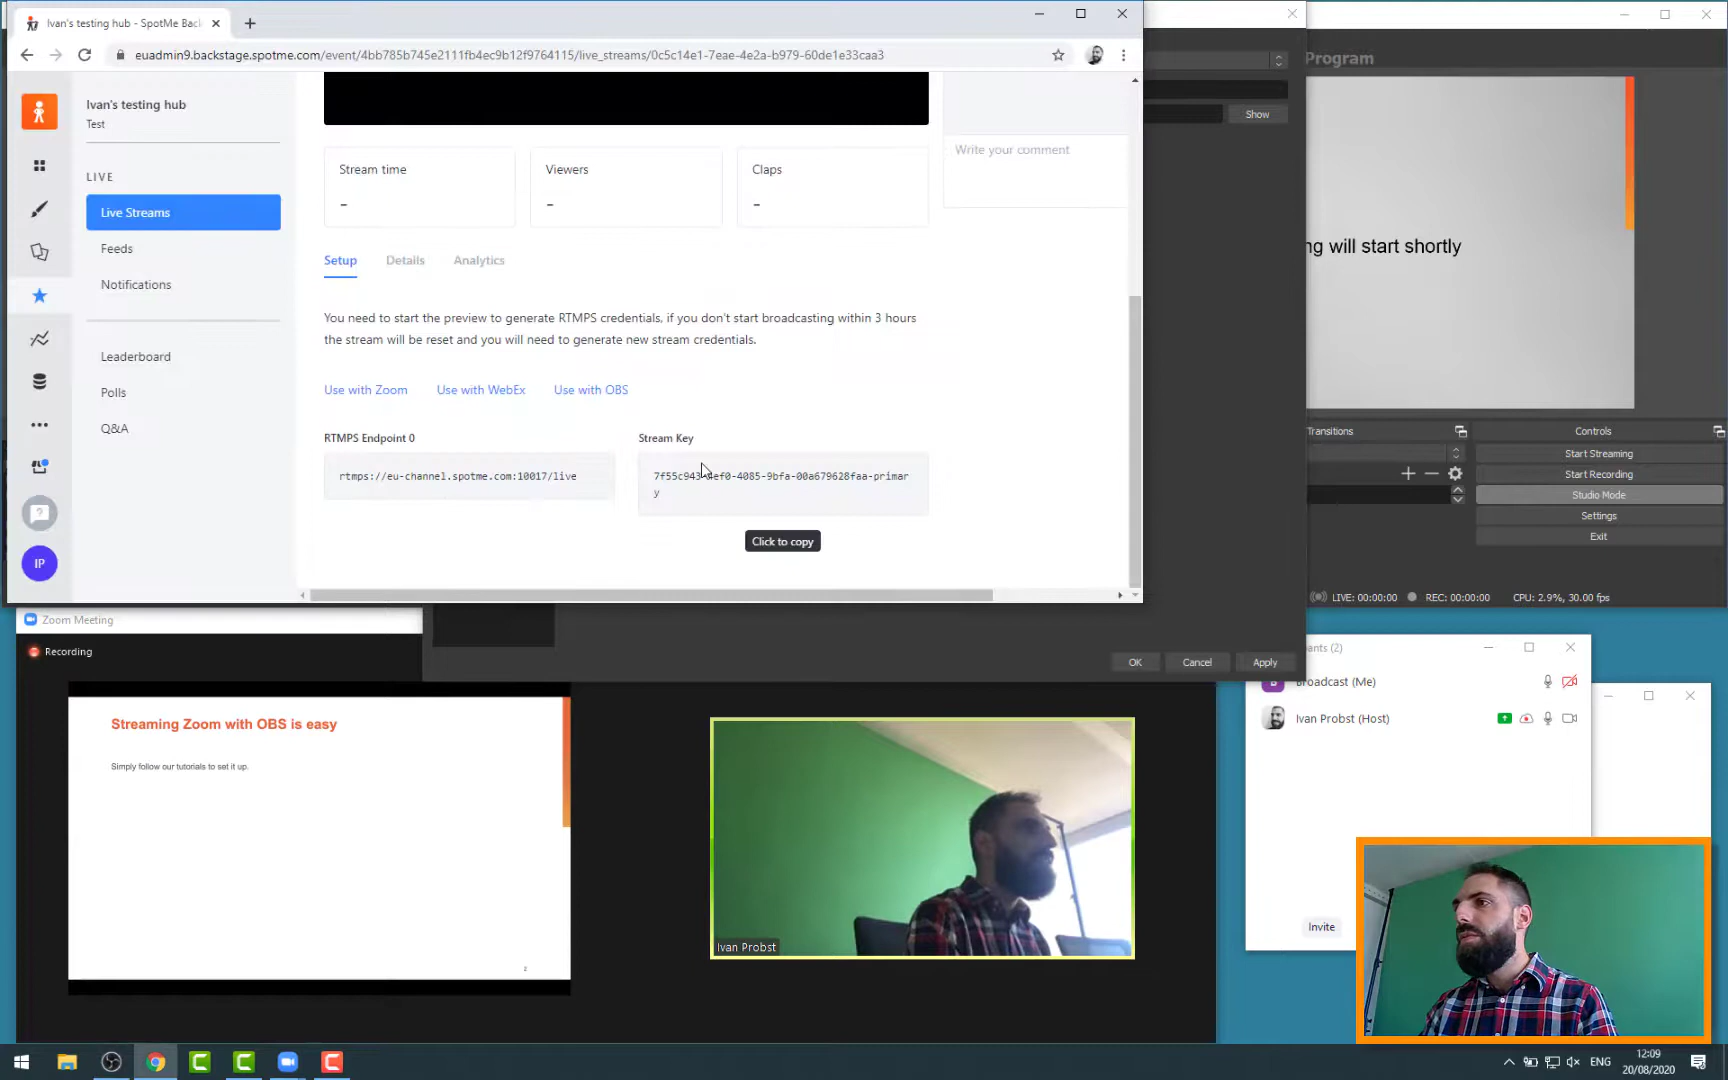 Ivan's testing hub - SpotMe Back
euadmin9.backstage.spotme.com/event/4bb785b745e2111fb4ec9b12f9764115/live_streams/0c5c14e1-7eae-4e2a-b979-60de1e33caa3
Ivan's testing hub
Test
LIVE
Live Streams
Feeds
Notifications
Leaderboard
Polls
Q&A
IP
Write your comment
Stream time
-
Viewers
-
Claps
-
Setup
Details
Analytics
You need to start the preview to generate RTMPS credentials, if you don't start broadcasting within 3 hours
the stream will be reset and you will need to generate new stream credentials.
Use with Zoom
Use with WebEx
Use with OBS
RTMPS Endpoint 0
rtmps://eu-channel.spotme.com:10017/live
Stream Key
ef0-4085-9bfa-00a679628faa-primar
y
Click to copy
Show
OK
Cancel
Apply
Program
ng will start shortly
Transitions
Controls
Start Streaming
Start Recording
Studio Mode
Settings
Exit
LIVE: 00:00:00
REC: 00:00:00
CPU: 2.9%, 30.00 fps
Zoom Meeting
Recording
Streaming Zoom with OBS is easy
Simply follow our tutorials to set it up.
2
Ivan Probst
ants (2)
Broadcast (Me)
Ivan Probst (Host)
Invite
ENG
12:09
20/08/2020